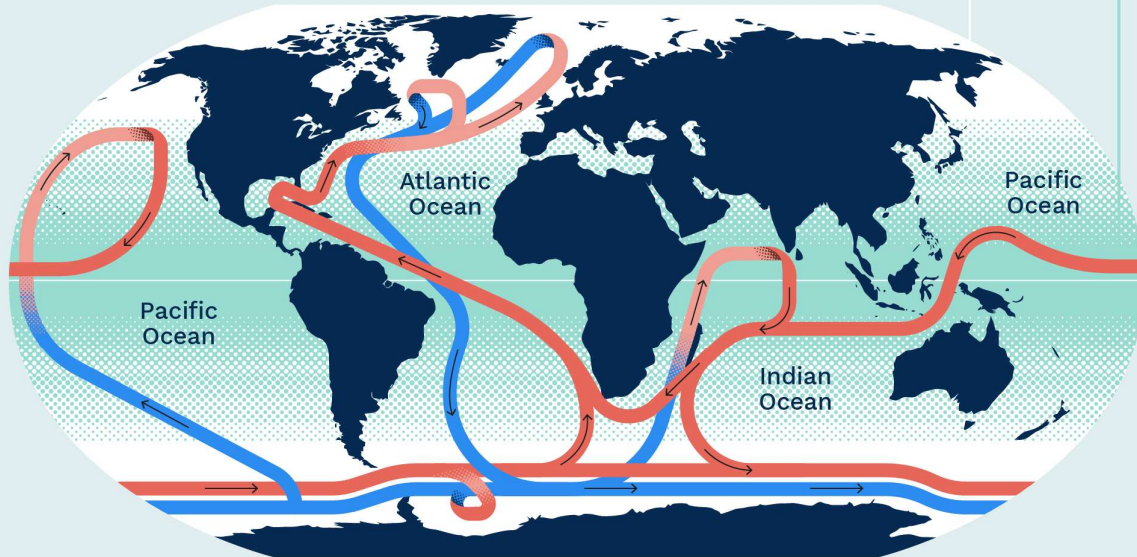 Atlantic
Ocean
Pacific
Ocean
Pacific
Ocean
Indian
Ocean